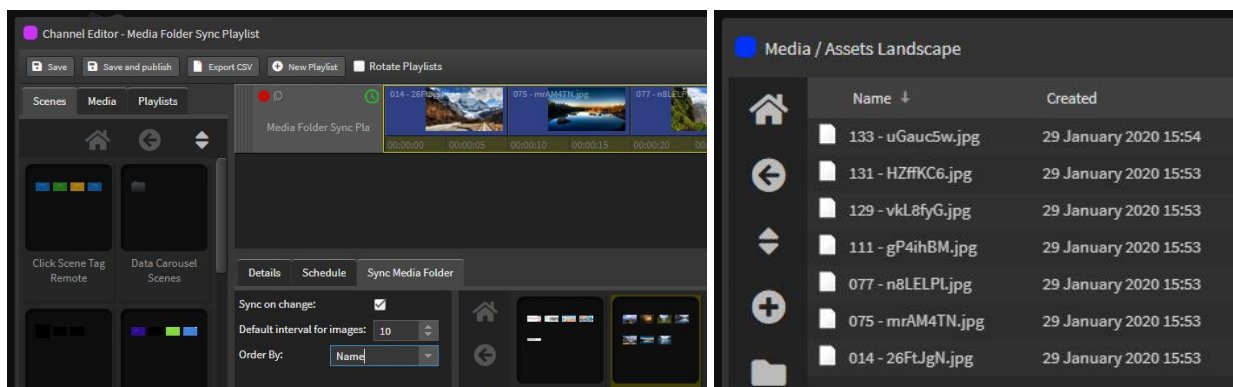 Channel Editor - Media Folder Sync Playlist
Save
Save and publish
Export CSV
New Playlist
Rotate Playlists
Scenes
Media
Playlists
014 - 26FtJgN.jpg
075 - mrAM4TN.jpg
077 - n8LELP
Media Folder Sync Pla
00:00:00
00:00:05
00:00:10
00:00:15
00:00:20
00:
Click Scene Tag
Remote
Data Carousel
Scenes
Details
Schedule
Sync Media Folder
Sync on change:
Default interval for images: 10
Order By: Name
Media / Assets Landscape
Name Created
133 - uGauc5w.jpg 29 January 2020 15:54
131 - HZffKC6.jpg 29 January 2020 15:53
129 - vkL8fyG.jpg 29 January 2020 15:53
111 - gP4ihBM.jpg 29 January 2020 15:53
077 - n8LELPl.jpg 29 January 2020 15:53
075 - mrAM4TN.jpg 29 January 2020 15:53
014 - 26FtJgN.jpg 29 January 2020 15:53